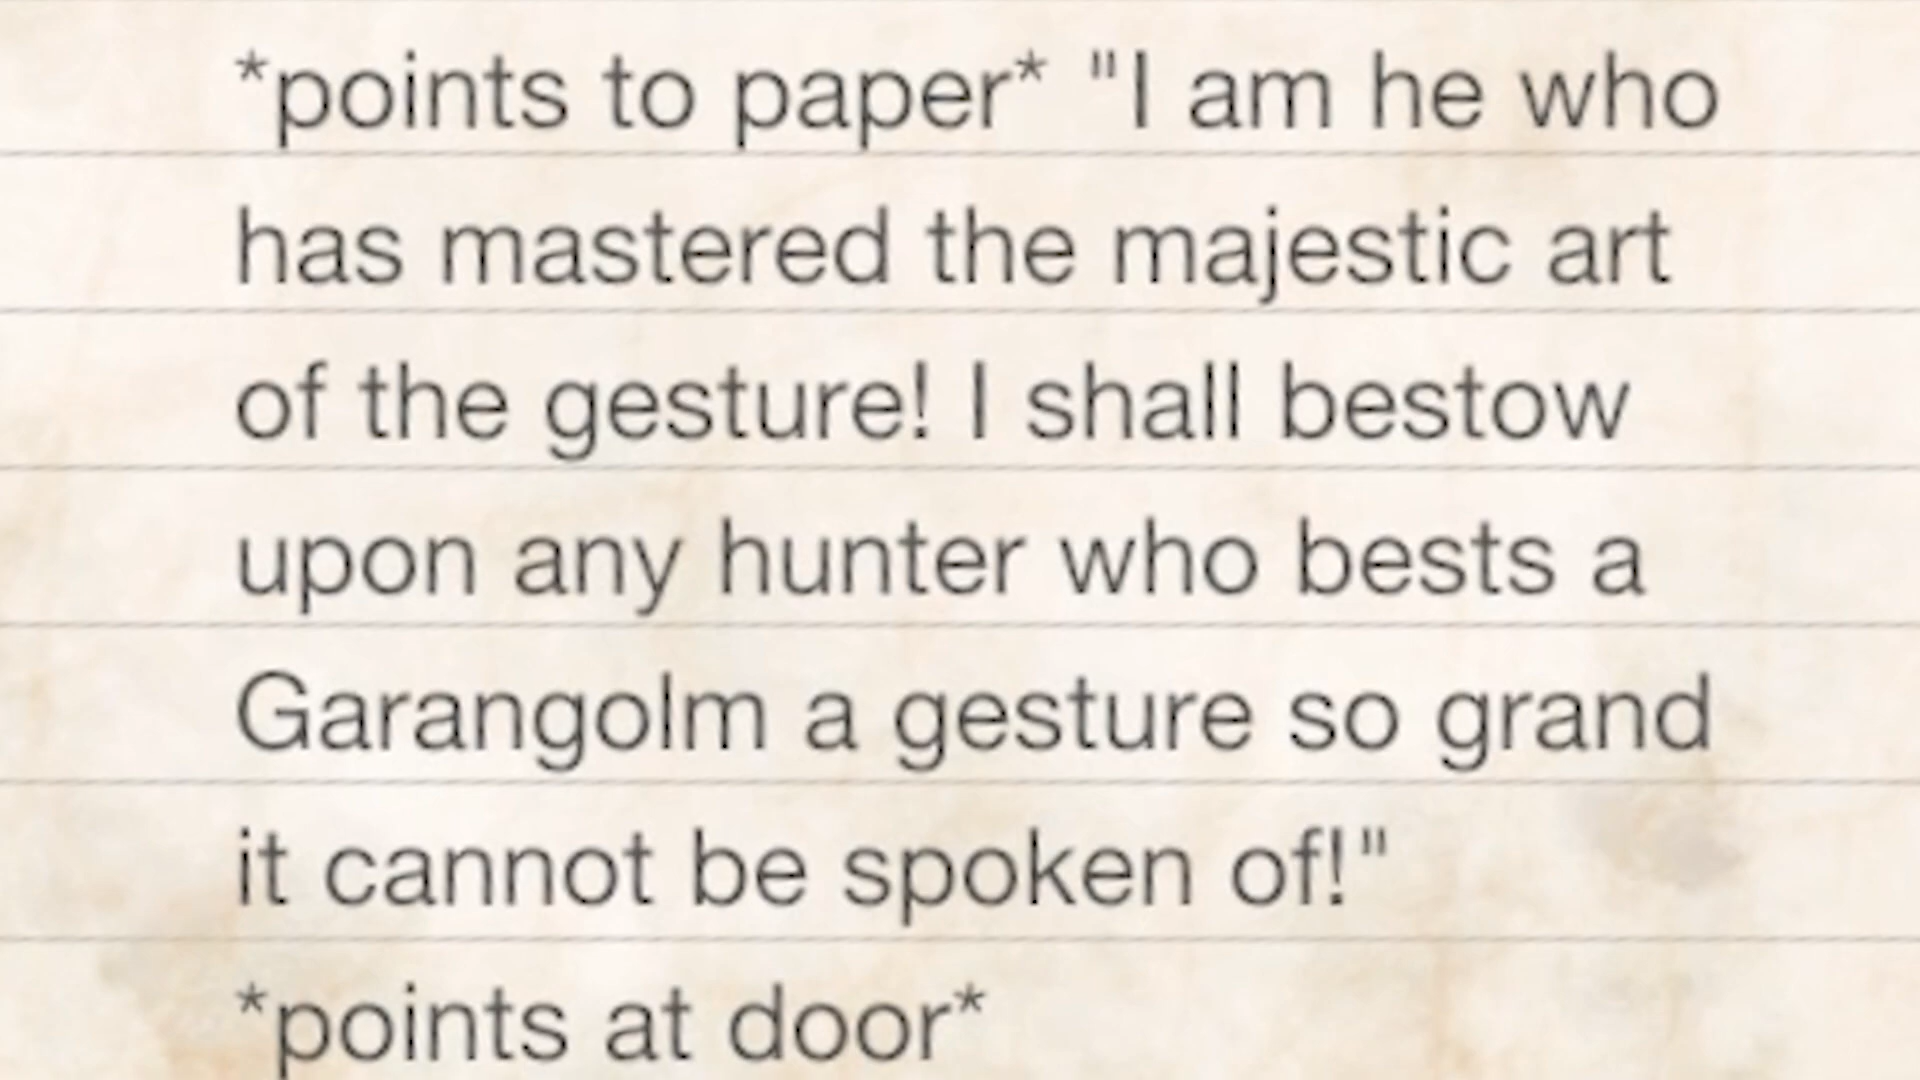 *points to paper* "I am he who
has mastered the majestic art
of the gesture! I shall bestow
upon any hunter who bests a
Garangolm a gesture so grand
it cannot be spoken of!"
*points at door*